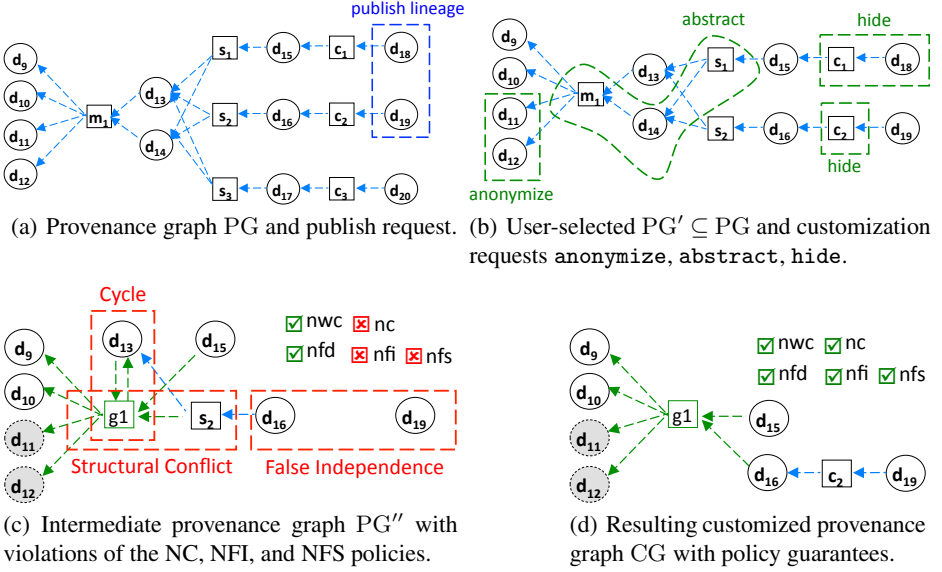 publish lineage
d9
d10
d11
d12
m1
d13
d14
s1
s2
s3
d15
d16
d17
c1
c2
c3
d18
d19
d20
(a) Provenance graph PG and publish request.
abstract
hide
d9
d10
d11
d12
anonymize
m1
d13
d14
s1
s2
d15
d16
c1
c2
d18
d19
hide
(b) User-selected PG′ ⊆ PG and customization
requests anonymize, abstract, hide.
Cycle
d9
d10
d11
d12
d13
d15
g1
s2
d16
d19
nwc nc
nfd nfi nfs
Structural Conflict
False Independence
(c) Intermediate provenance graph PG″ with
violations of the NC, NFI, and NFS policies.
nwc nc
nfd nfi nfs
d9
d10
d11
d12
g1
d15
d16
c2
d19
(d) Resulting customized provenance
graph CG with policy guarantees.